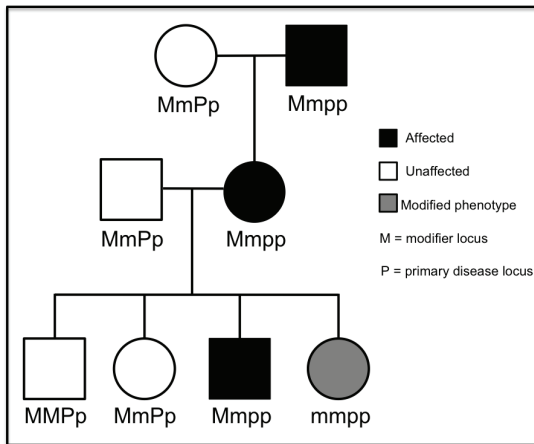 MmPp
Mmpp
Affected
Unaffected
Modified phenotype
M = modifier locus
P = primary disease locus
MmPp
Mmpp
MMPp
MmPp
Mmpp
mmpp